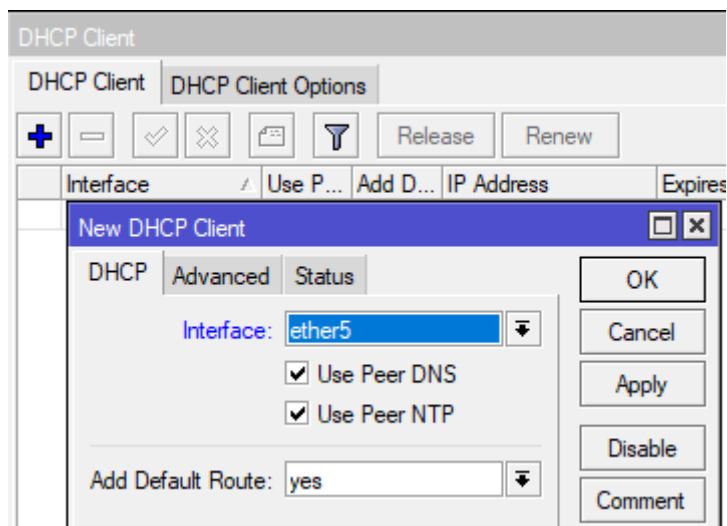 DHCP Client
DHCP Client DHCP Client Options
Release Renew
Interface Use P... Add D... IP Address Expires
New DHCP Client
DHCP Advanced Status OK
Interface: ether5 Cancel
Use Peer DNS Apply
Use Peer NTP
Disable
Add Default Route: yes
Comment